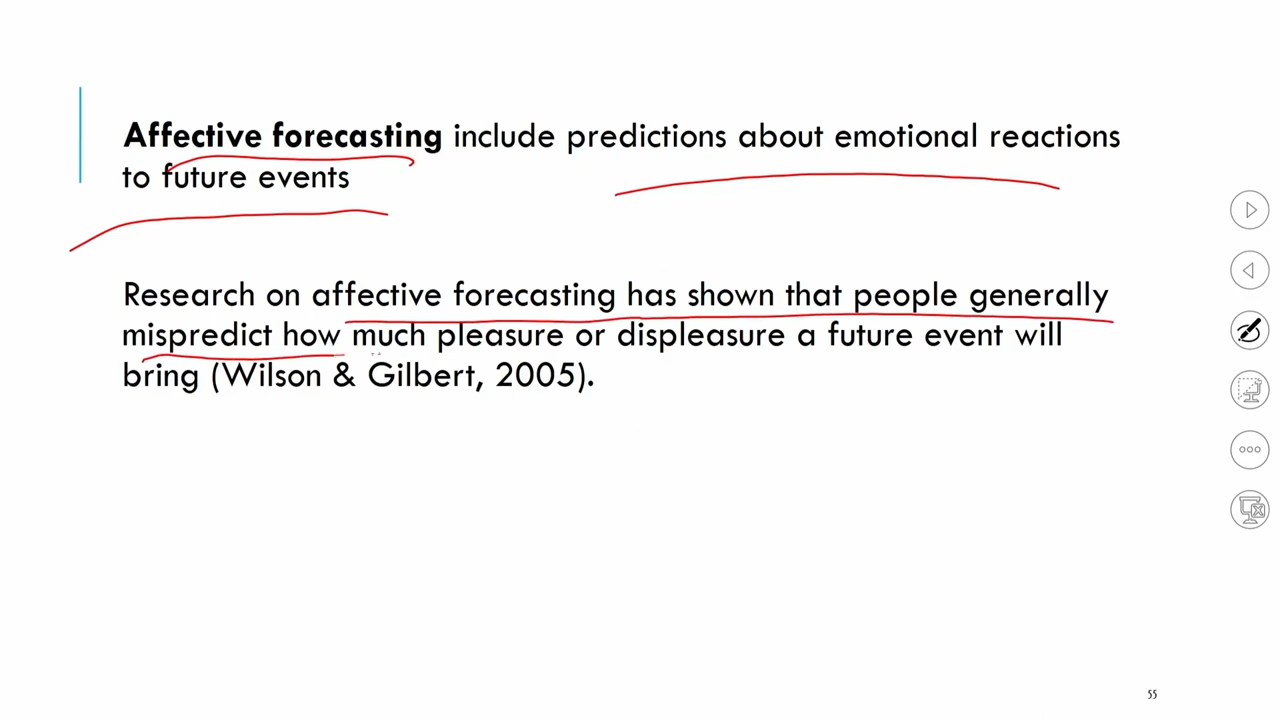 Affective forecasting include predictions about emotional reactions
to future events
Research on affective forecasting has shown that people generally
mispredict how much pleasure or displeasure a future event will
bring (Wilson & Gilbert, 2005).
55